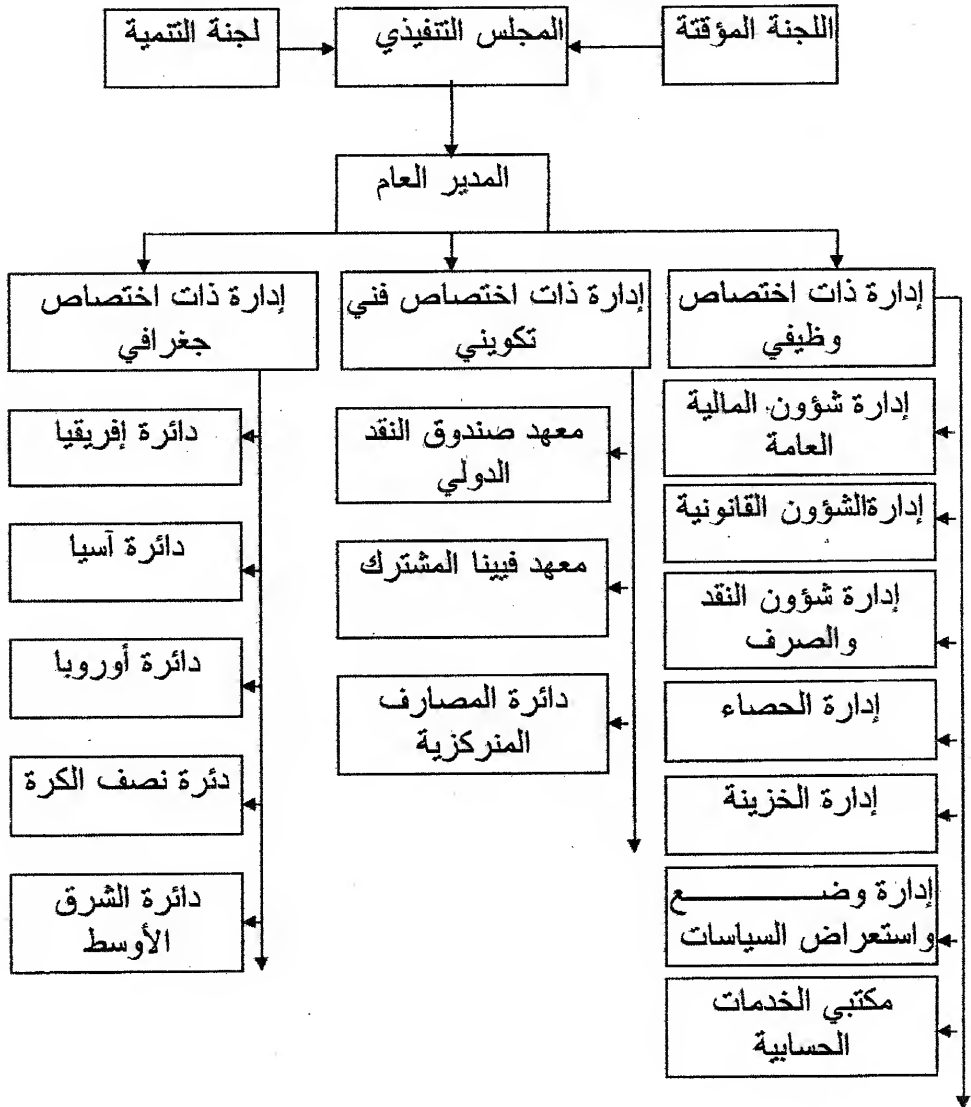 اللجنة المؤقتة
المجلس التنفيذي
لجنة التنمية
المدير العام
إدارة ذات اختصاص
وظيفي
إدارة ذات اختصاص فني
تكويني
إدارة ذات اختصاص
جغرافي
إدارة شؤون المالية
العامة
إدارةالشؤون القانونية
إدارة شؤون النقد
والصرف
إدارة الحصاء
إدارة الخزينة
إدارة وضـــــــــع
واستعراض السياسات
مكتبي الخدمات
الحسابية
معهد صندوق النقد
الدولي
معهد فيينا المشترك
دائرة المصارف
المنركزية
دائرة إفريقيا
دائرة آسيا
دائرة أوروبا
دئرة نصف الكرة
دائرة الشرق
الأوسط